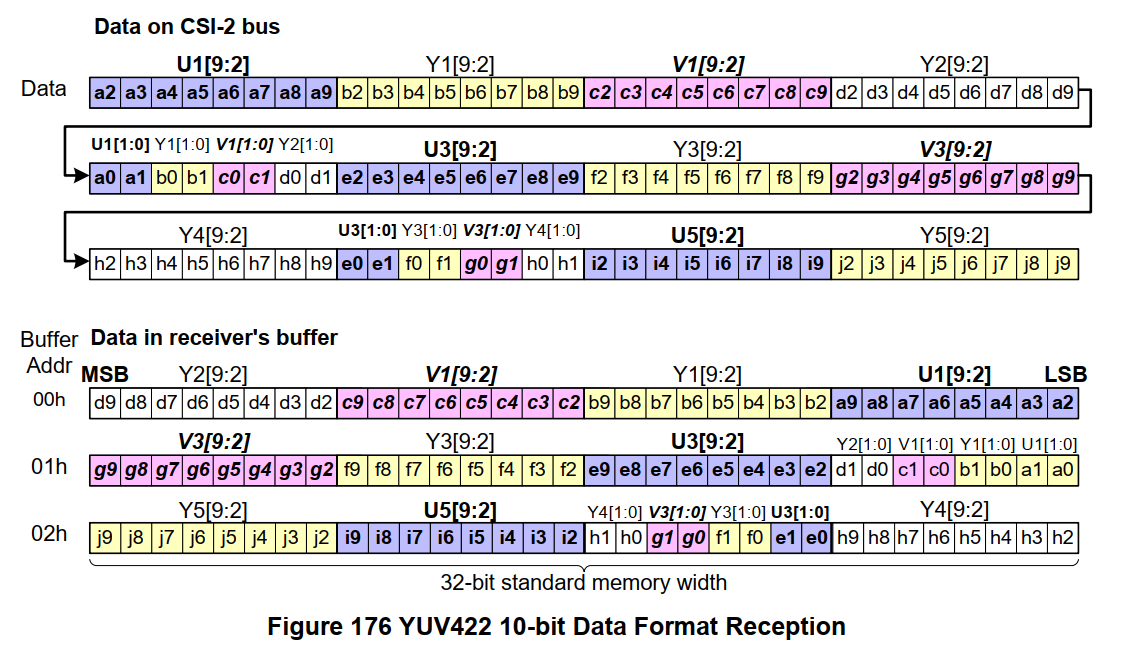 Data on CSI-2 bus
U1[9:2] Y1[9:2] V1[9:2] Y2[9:2]
Data a2 a3 a4 a5 a6 a7 a8 a9 b2 b3 b4 b5 b6 b7 b8 b9 c2 c3 c4 c5 c6 c7 c8 c9 d2 d3 d4 d5 d6 d7 d8 d9
U1[1:0] Y1[1:0] V1[1:0] Y2[1:0] U3[9:2] Y3[9:2] V3[9:2]
a0 a1 b0 b1 c0 c1 d0 d1 e2 e3 e4 e5 e6 e7 e8 e9 f2 f3 f4 f5 f6 f7 f8 f9 g2 g3 g4 g5 g6 g7 g8 g9
Y4[9:2] U3[1:0] Y3[1:0] V3[1:0] Y4[1:0] U5[9:2] Y5[9:2]
h2 h3 h4 h5 h6 h7 h8 h9 e0 e1 f0 f1 g0 g1 h0 h1 i2 i3 i4 i5 i6 i7 i8 i9 j2 j3 j4 j5 j6 j7 j8 j9
Buffer Addr Data in receiver's buffer
MSB Y2[9:2] V1[9:2] Y1[9:2] U1[9:2] LSB
00h d9 d8 d7 d6 d5 d4 d3 d2 c9 c8 c7 c6 c5 c4 c3 c2 b9 b8 b7 b6 b5 b4 b3 b2 a9 a8 a7 a6 a5 a4 a3 a2
V3[9:2] Y3[9:2] U3[9:2] Y2[1:0] V1[1:0] Y1[1:0] U1[1:0]
01h g9 g8 g7 g6 g5 g4 g3 g2 f9 f8 f7 f6 f5 f4 f3 f2 e9 e8 e7 e6 e5 e4 e3 e2 d1 d0 c1 c0 b1 b0 a1 a0
Y5[9:2] U5[9:2] Y4[1:0] V3[1:0] Y3[1:0] U3[1:0] Y4[9:2]
02h j9 j8 j7 j6 j5 j4 j3 j2 i9 i8 i7 i6 i5 i4 i3 i2 h1 h0 g1 g0 f1 f0 e1 e0 h9 h8 h7 h6 h5 h4 h3 h2
32-bit standard memory width
Figure 176 YUV422 10-bit Data Format Reception